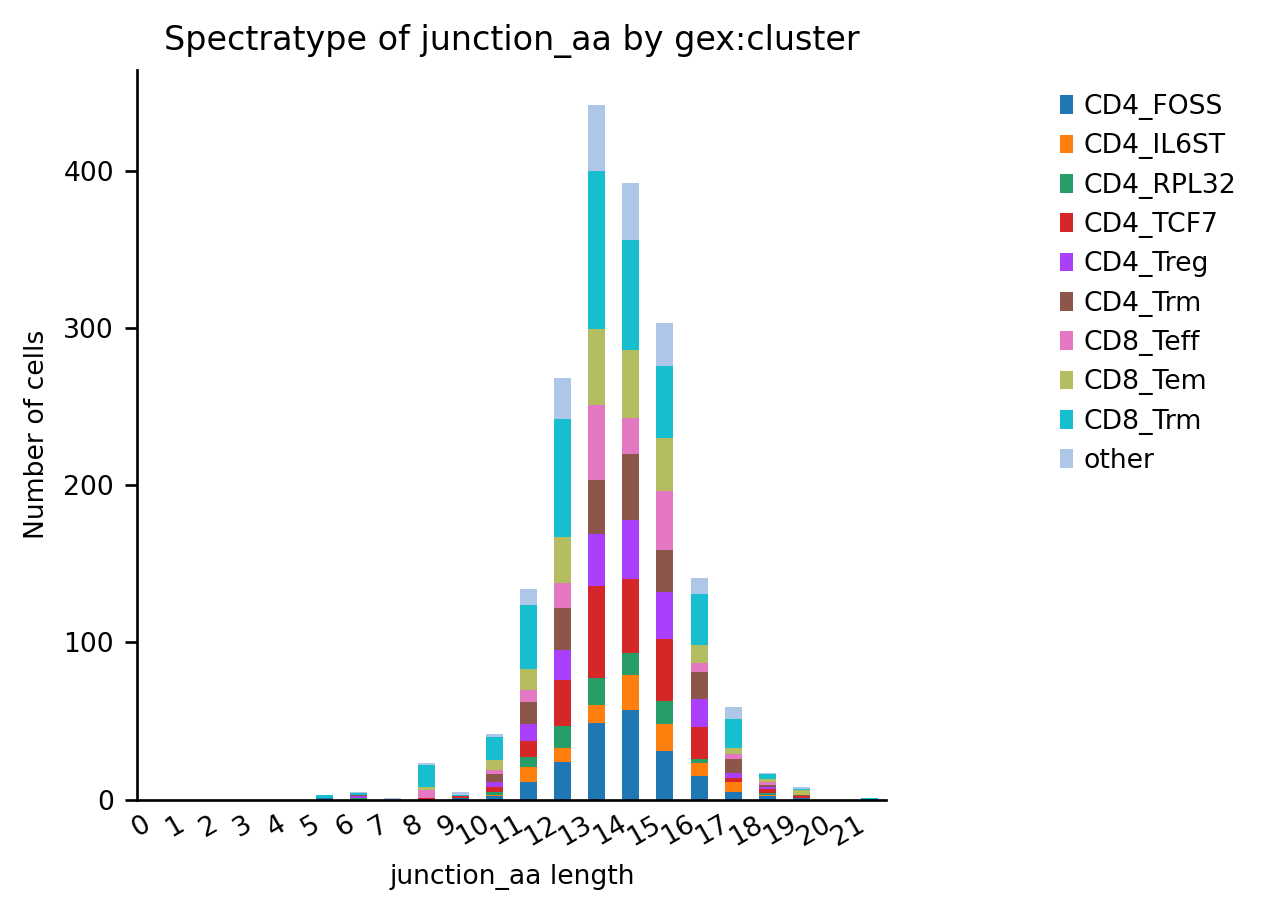 Spectratype of junction_aa by gex:cluster
Number of cells
400
300
200
100
0
0 1 2 3 4 5 6 7 8 9 10 11 12 13 14 15 16 17 18 19 20 21
junction_aa length
CD4_FOSS
CD4_IL6ST
CD4_RPL32
CD4_TCF7
CD4_Treg
CD4_Trm
CD8_Teff
CD8_Tem
CD8_Trm
other